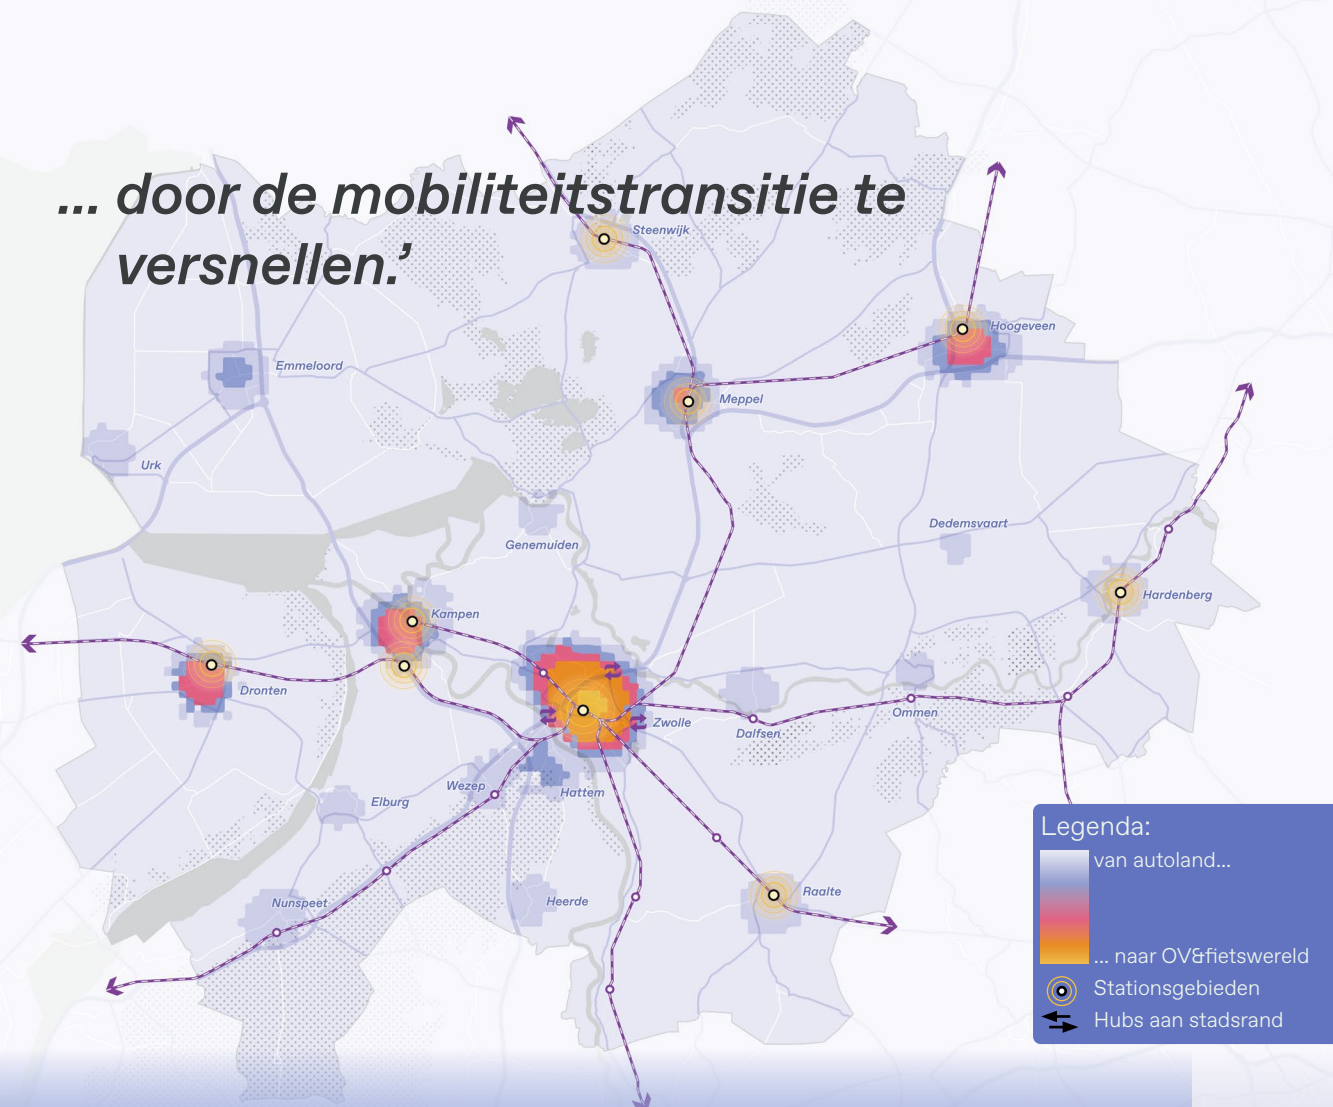 ... door de mobiliteitstransitie te
versnellen.’
Steenwijk
Hoogeveen
Emmeloord
Meppel
Urk
Dedemsvaart
Genemuiden
Hardenberg
Kampen
Dronten
Zwolle
Ommen
Dalfsen
Wezep
Hattem
Elburg
Raalte
Nunspeet
Heerde
Legenda:
van autoland...
... naar OV&fietswereld
Stationsgebieden
Hubs aan stadsrand